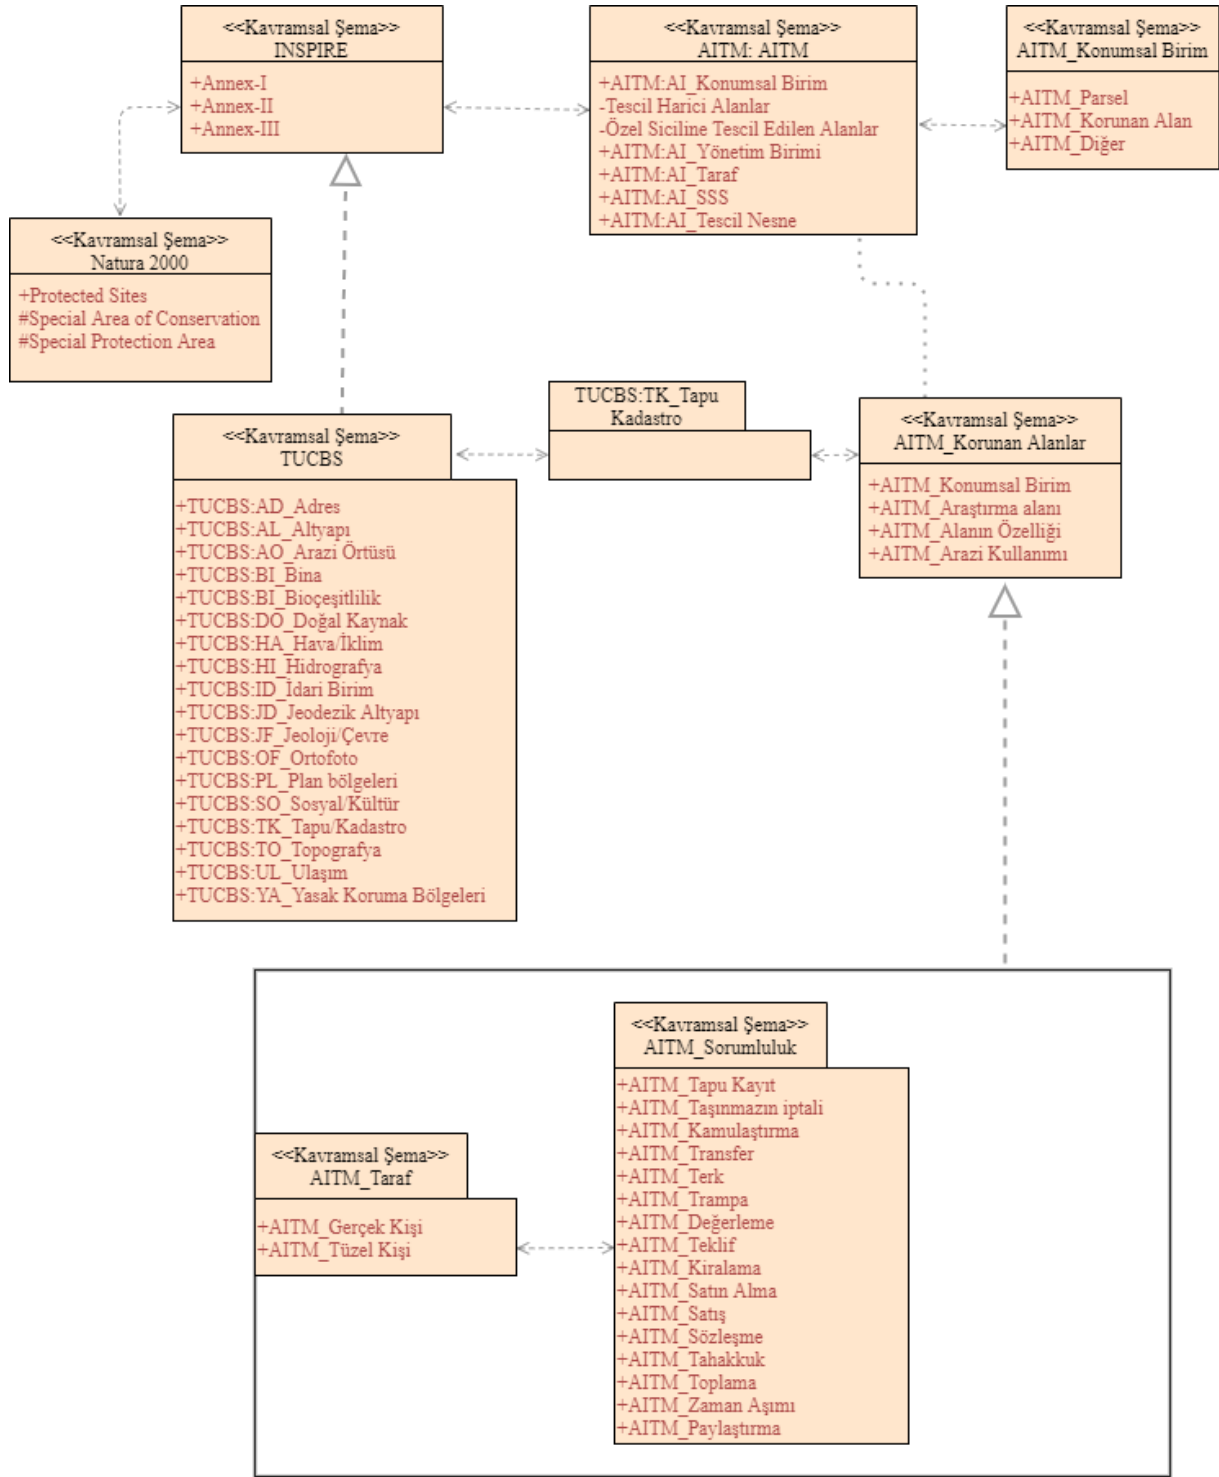 <<Kavramsal Şema>>
INSPIRE
+Annex-I
+Annex-II
+Annex-III
<<Kavramsal Şema>>
AITM: AITM
+AITM:AI_Konumsal Birim
-Tescil Harici Alanlar
-Özel Siciline Tescil Edilen Alanlar
+AITM:AI_Yönetim Birimi
+AITM:AI_Taraf
+AITM:AI_SSS
+AITM:AI_Tescil Nesne
<<Kavramsal Şema>>
AITM_Konumsal Birim
+AITM_Parsel
+AITM_Korunan Alan
+AITM_Diğer
<<Kavramsal Şema>>
Natura 2000
+Protected Sites
#Special Area of Conservation
#Special Protection Area
<<Kavramsal Şema>>
TUCBS
+TUCBS:AD_Adres
+TUCBS:AL_Altyapı
+TUCBS:AO_Arazi Örtüsü
+TUCBS:BI_Bina
+TUCBS:BI_Bioçeşitlilik
+TUCBS:DO_Doğal Kaynak
+TUCBS:HA_Hava/İklim
+TUCBS:HI_Hidrografya
+TUCBS:ID_İdari Birim
+TUCBS:JD_Jeodezik Altyapı
+TUCBS:JF_Jeoloji/Çevre
+TUCBS:OF_Ortofoto
+TUCBS:PL_Plan bölgeleri
+TUCBS:SO_Sosyal/Kültür
+TUCBS:TK_Tapu/Kadastro
+TUCBS:TO_Topografya
+TUCBS:UL_Ulaşım
+TUCBS:YA_Yasak Koruma Bölgeleri
TUCBS:TK_Tapu
Kadastro
<<Kavramsal Şema>>
AITM_Korunan Alanlar
+AITM_Konumsal Birim
+AITM_Araştırma alanı
+AITM_Alanın Özelliği
+AITM_Arazi Kullanımı
<<Kavramsal Şema>>
AITM_Taraf
+AITM_Gerçek Kişi
+AITM_Tüzel Kişi
<<Kavramsal Şema>>
AITM_Sorumluluk
+AITM_Tapu Kayıt
+AITM_Taşınmazın iptali
+AITM_Kamulaştırma
+AITM_Transfer
+AITM_Terk
+AITM_Trampa
+AITM_Değerleme
+AITM_Teklif
+AITM_Kiralama
+AITM_Satın Alma
+AITM_Satış
+AITM_Sözleşme
+AITM_Tahakkuk
+AITM_Toplama
+AITM_Zaman Aşımı
+AITM_Paylaştırma